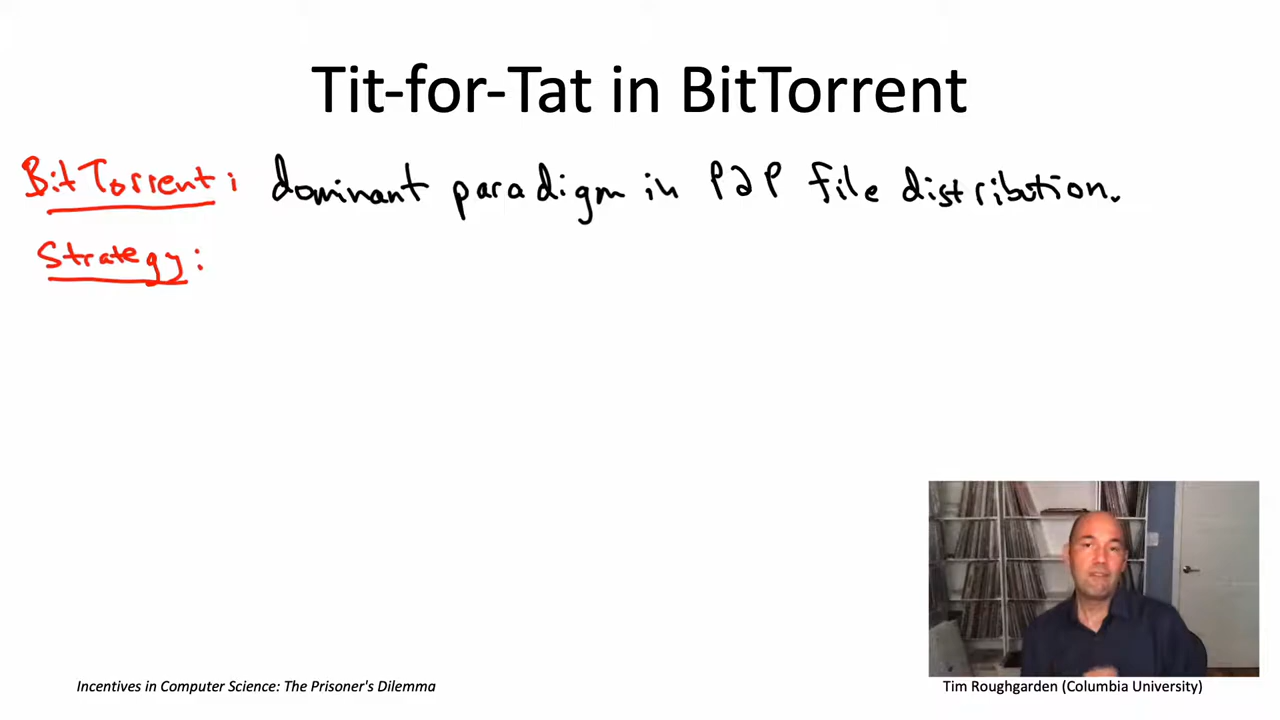 Tit-for-Tat in BitTorrent
BitTorrent: dominant paradigm in P2P file distribution.
Strategy:
Incentives in Computer Science: The Prisoner's Dilemma
Tim Roughgarden (Columbia University)